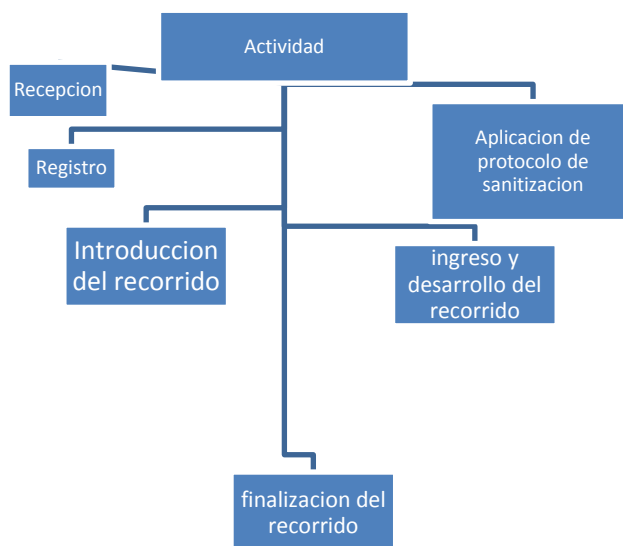 Actividad
Recepcion
Aplicacion de
protocolo de
sanitizacion
Registro
Introduccion
del recorrido
ingreso y
desarrollo del
recorrido
finalizacion del
recorrido